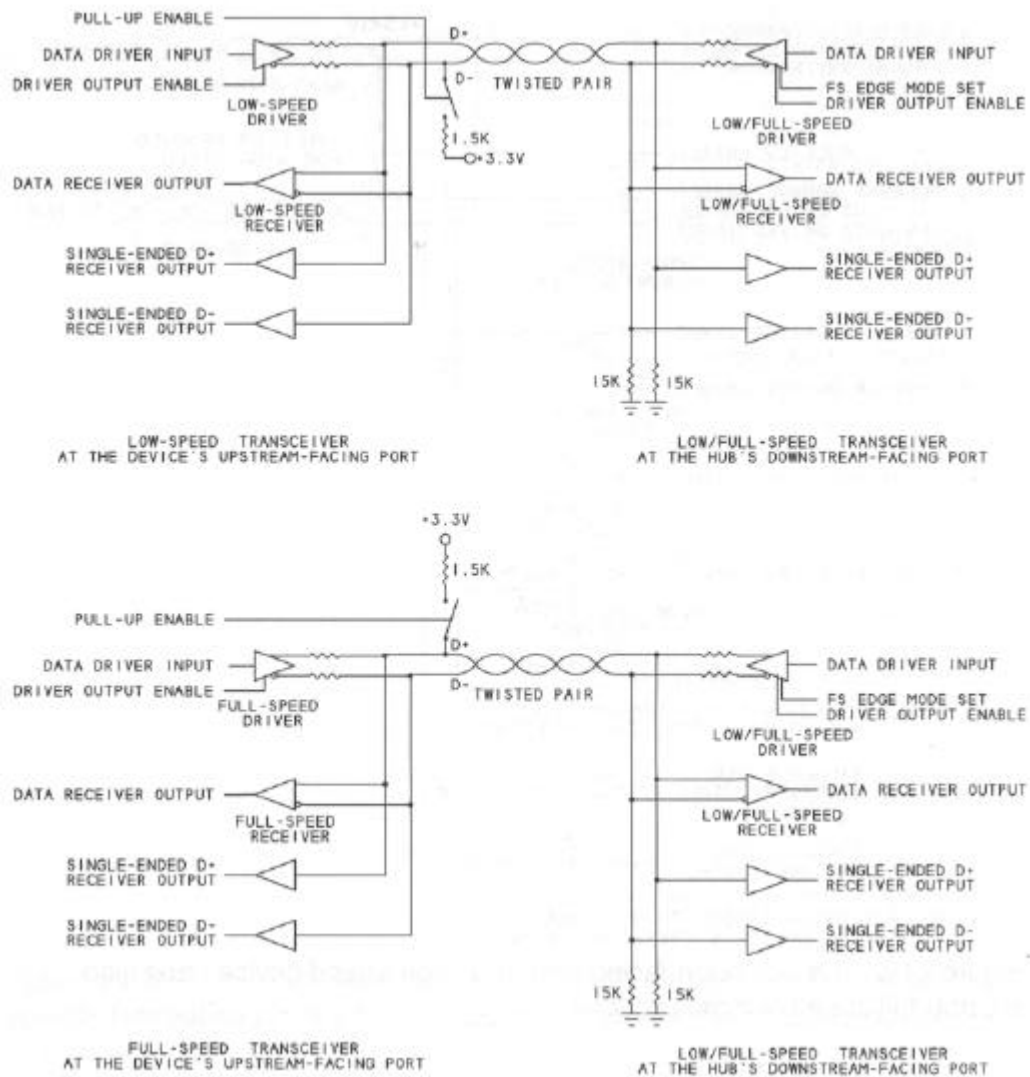 PULL-UP ENABLE
DATA DRIVER INPUT
DRIVER OUTPUT ENABLE
LOW-SPEED
DRIVER
D+
D-
TWISTED PAIR
1.5K
+3.3V
DATA DRIVER INPUT
FS EDGE MODE SET
DRIVER OUTPUT ENABLE
LOW/FULL-SPEED
DRIVER
DATA RECEIVER OUTPUT
LOW-SPEED
RECEIVER
DATA RECEIVER OUTPUT
LOW/FULL-SPEED
RECEIVER
SINGLE-ENDED D+
RECEIVER OUTPUT
SINGLE-ENDED D+
RECEIVER OUTPUT
SINGLE-ENDED D-
RECEIVER OUTPUT
SINGLE-ENDED D-
RECEIVER OUTPUT
15K
15K
LOW-SPEED TRANSCEIVER
AT THE DEVICE'S UPSTREAM-FACING PORT
LOW/FULL-SPEED TRANSCEIVER
AT THE HUB'S DOWNSTREAM-FACING PORT
+3.3V
1.5K
PULL-UP ENABLE
DATA DRIVER INPUT
DRIVER OUTPUT ENABLE
FULL-SPEED
DRIVER
D+
D-
TWISTED PAIR
DATA DRIVER INPUT
FS EDGE MODE SET
DRIVER OUTPUT ENABLE
LOW/FULL-SPEED
DRIVER
DATA RECEIVER OUTPUT
FULL-SPEED
RECEIVER
DATA RECEIVER OUTPUT
LOW/FULL-SPEED
RECEIVER
SINGLE-ENDED D+
RECEIVER OUTPUT
SINGLE-ENDED D+
RECEIVER OUTPUT
SINGLE-ENDED D-
RECEIVER OUTPUT
SINGLE-ENDED D-
RECEIVER OUTPUT
15K
15K
FULL-SPEED TRANSCEIVER
AT THE DEVICE'S UPSTREAM-FACING PORT
LOW/FULL-SPEED TRANSCEIVER
AT THE HUB'S DOWNSTREAM-FACING PORT